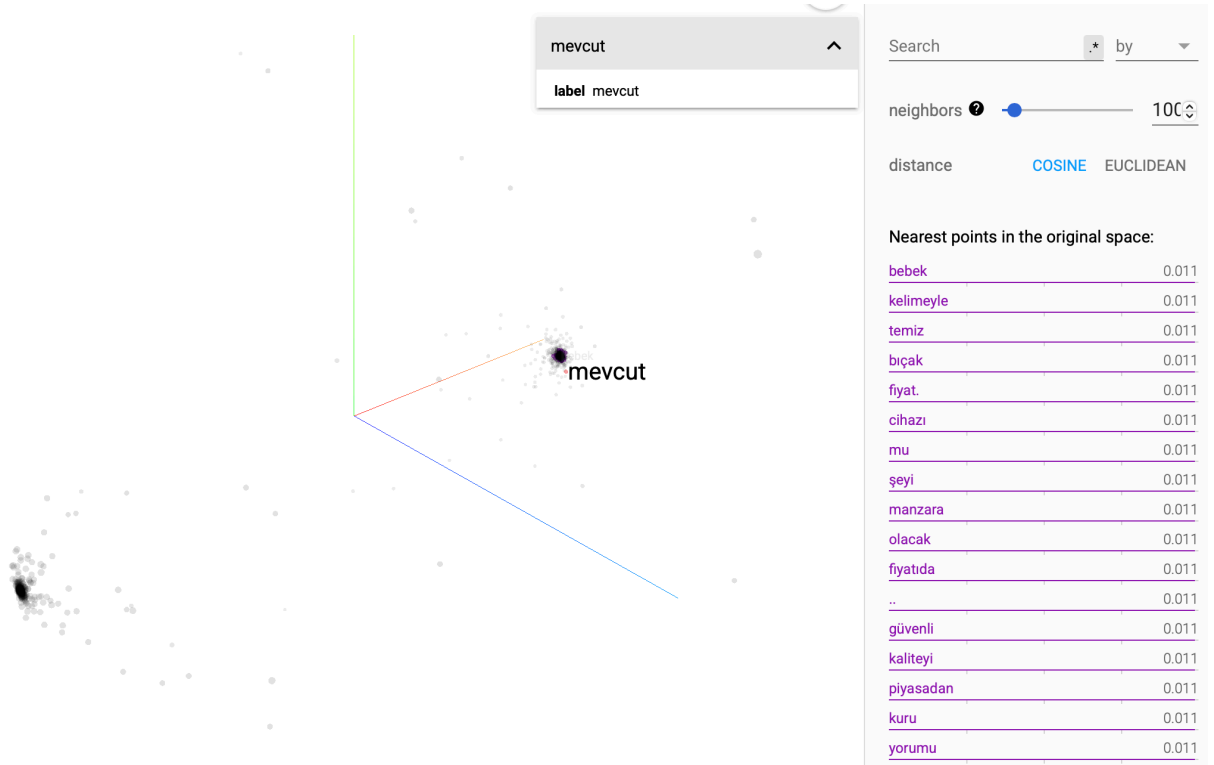 mevcut
label mevcut
bebek
mevcut
Search .* by
neighbors ? 100
distance COSINE EUCLIDEAN
Nearest points in the original space:
bebek 0.011
kelimeyle 0.011
temiz 0.011
bıçak 0.011
fiyat. 0.011
cihazı 0.011
mu 0.011
şeyi 0.011
manzara 0.011
olacak 0.011
fiyatıda 0.011
.. 0.011
güvenli 0.011
kaliteyi 0.011
piyasadan 0.011
kuru 0.011
yorumu 0.011